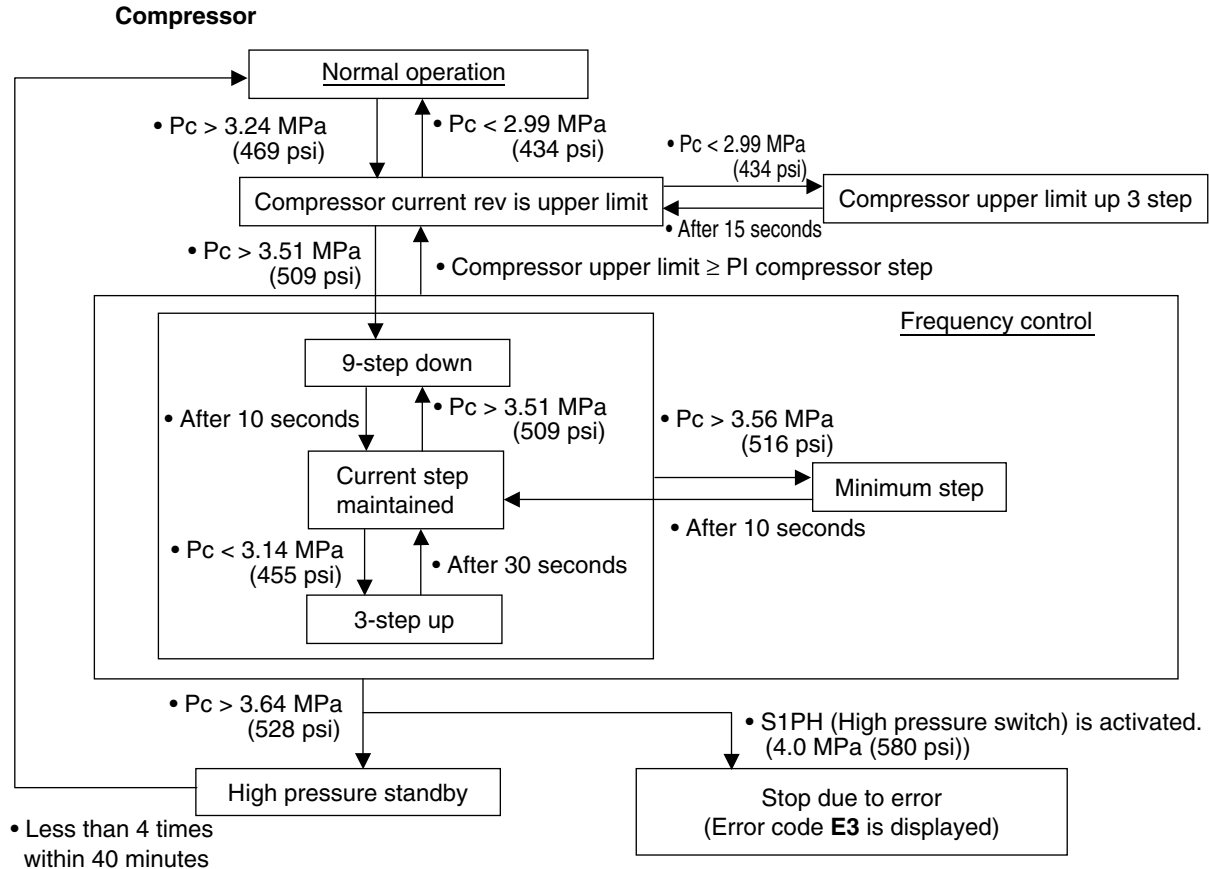 Compressor
Normal operation
• Pc > 3.24 MPa
(469 psi)
• Pc < 2.99 MPa
(434 psi)
• Pc < 2.99 MPa
(434 psi)
Compressor current rev is upper limit
Compressor upper limit up 3 step
• After 15 seconds
• Pc > 3.51 MPa
(509 psi)
• Compressor upper limit ≥ PI compressor step
Frequency control
9-step down
• After 10 seconds
• Pc > 3.51 MPa
(509 psi)
• Pc > 3.56 MPa
(516 psi)
Current step
maintained
Minimum step
• After 10 seconds
• Pc < 3.14 MPa
(455 psi)
• After 30 seconds
3-step up
• Pc > 3.64 MPa
(528 psi)
• S1PH (High pressure switch) is activated.
(4.0 MPa (580 psi))
High pressure standby
Stop due to error
(Error code E3 is displayed)
• Less than 4 times
within 40 minutes